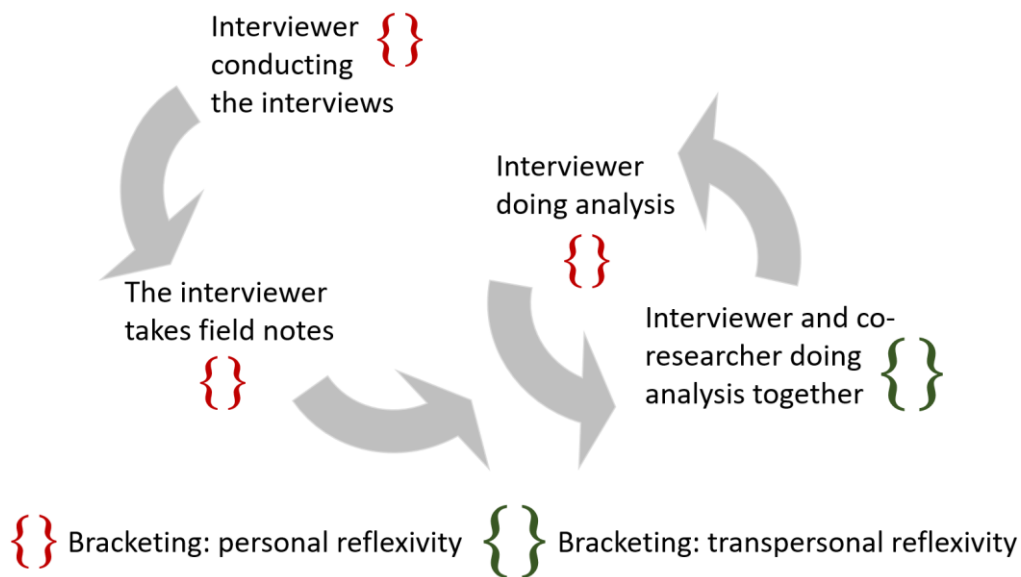 Interviewer { }
conducting
the interviews
Interviewer
doing analysis
{ }
The interviewer
takes field notes
{ }
Interviewer and co-
researcher doing { }
analysis together
{ } Bracketing: personal reflexivity { } Bracketing: transpersonal reflexivity